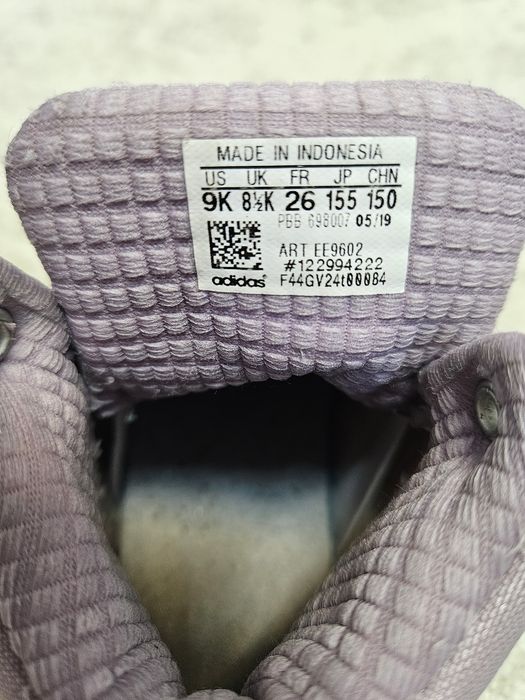 MADE IN INDONESIA
US UK FR JP CHN
9K 8½K 26 155 150
PBB 698007 05/19
ART EE9602
#122994222
adidas® F44GV24t00084